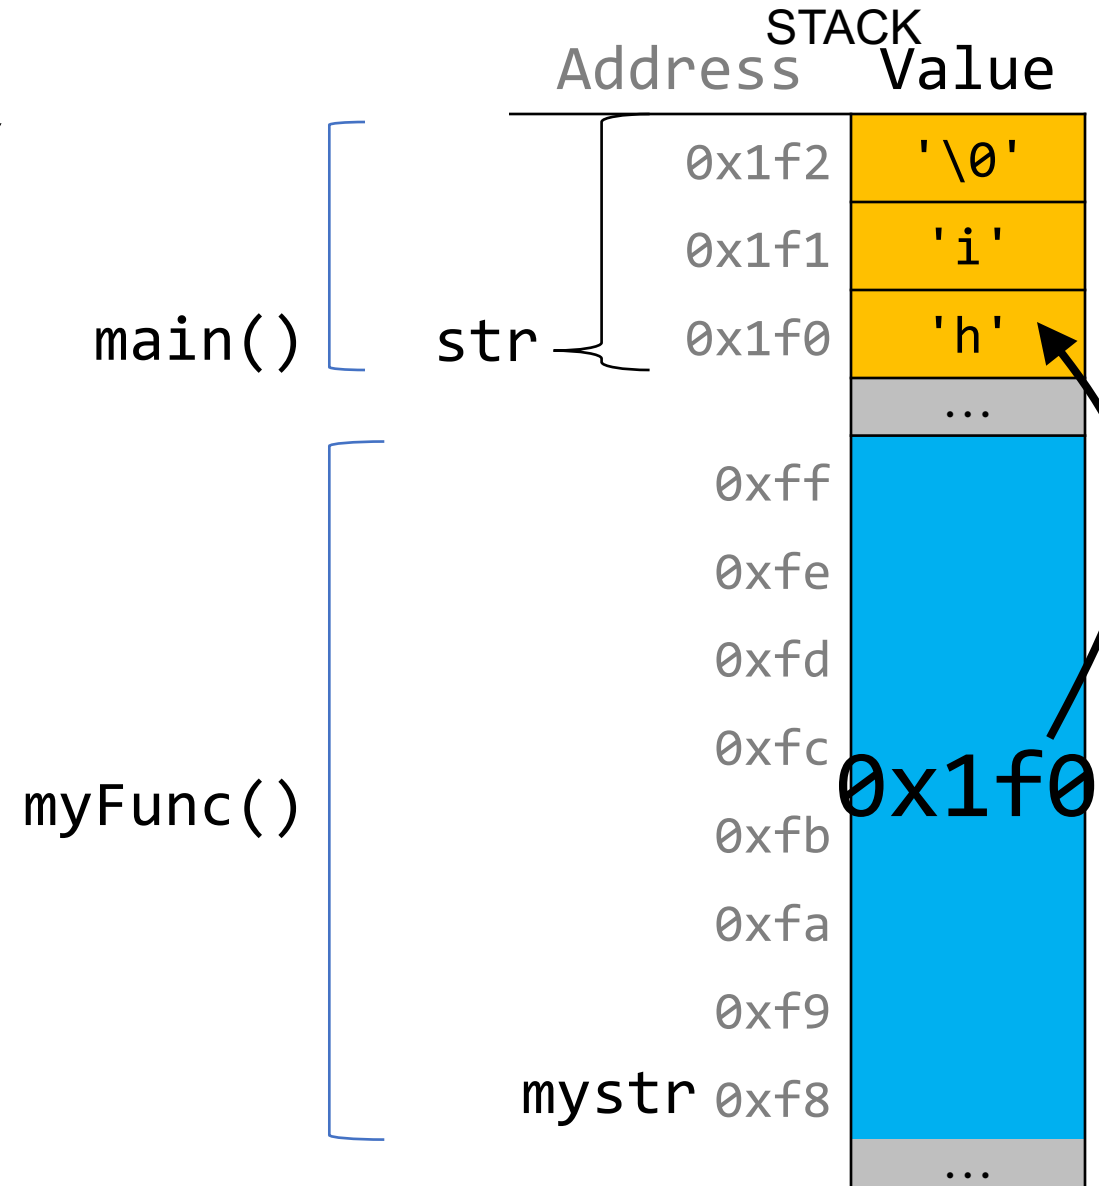 STACK
Address Value
0x1f2 '\0'
0x1f1 'i'
main() str 0x1f0 'h'
...
0xff
0xfe
0xfd
0xfc
0x1f0
myFunc()
0xfb
0xfa
0xf9
mystr 0xf8
...